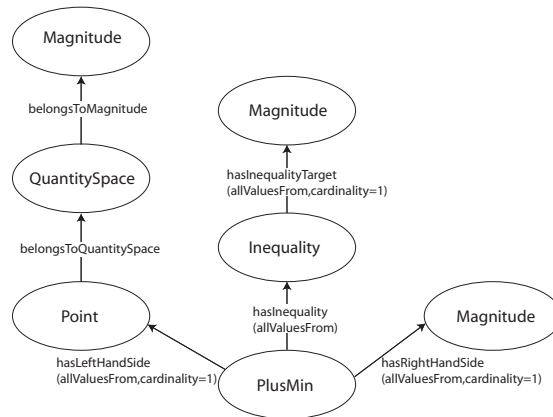 Magnitude
belongsToMagnitude
Magnitude
hasInequalityTarget
(allValuesFrom,cardinality=1)
QuantitySpace
belongsToQuantitySpace
Inequality
hasInequality
(allValuesFrom)
Point
Magnitude
hasLeftHandSide
(allValuesFrom,cardinality=1)
PlusMin
hasRightHandSide
(allValuesFrom,cardinality=1)